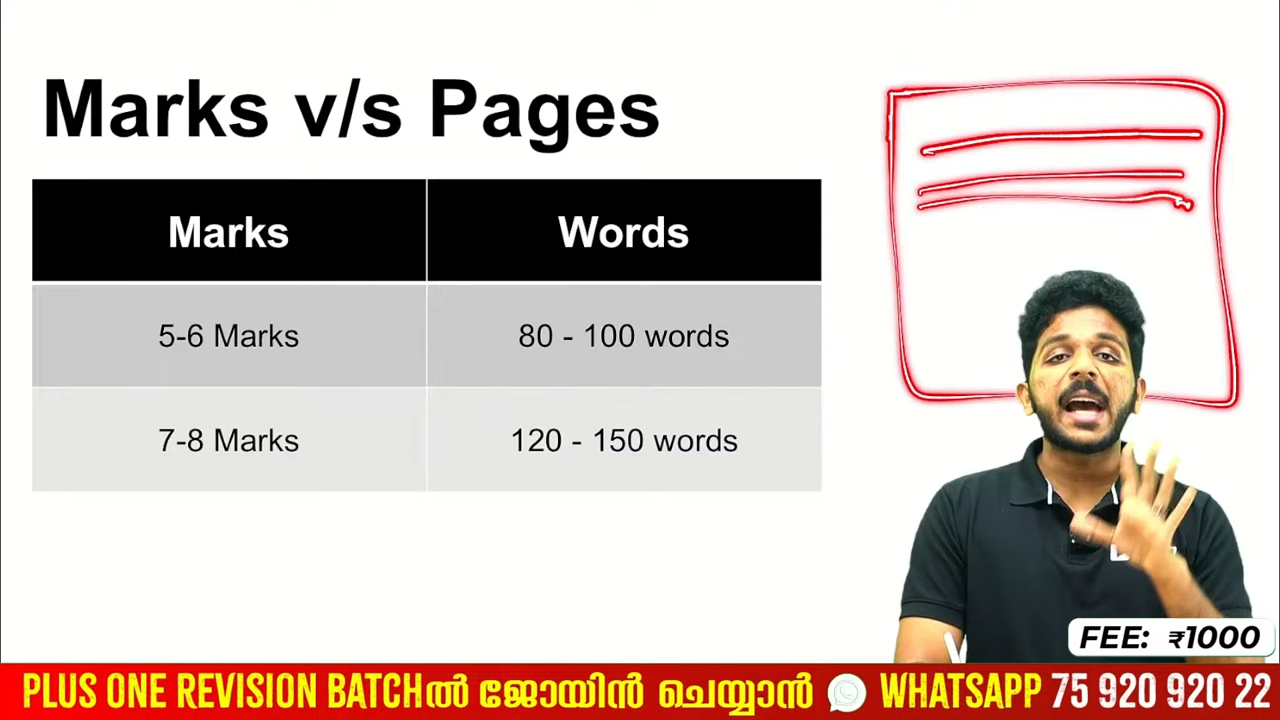 Marks v/s Pages
Marks Words
5-6 Marks 80 - 100 words
7-8 Marks 120 - 150 words
FEE: ₹1000
PLUS ONE REVISION BATCHൽ ജോയിൻ ചെയ്യാൻ WHATSAPP 75 920 920 22